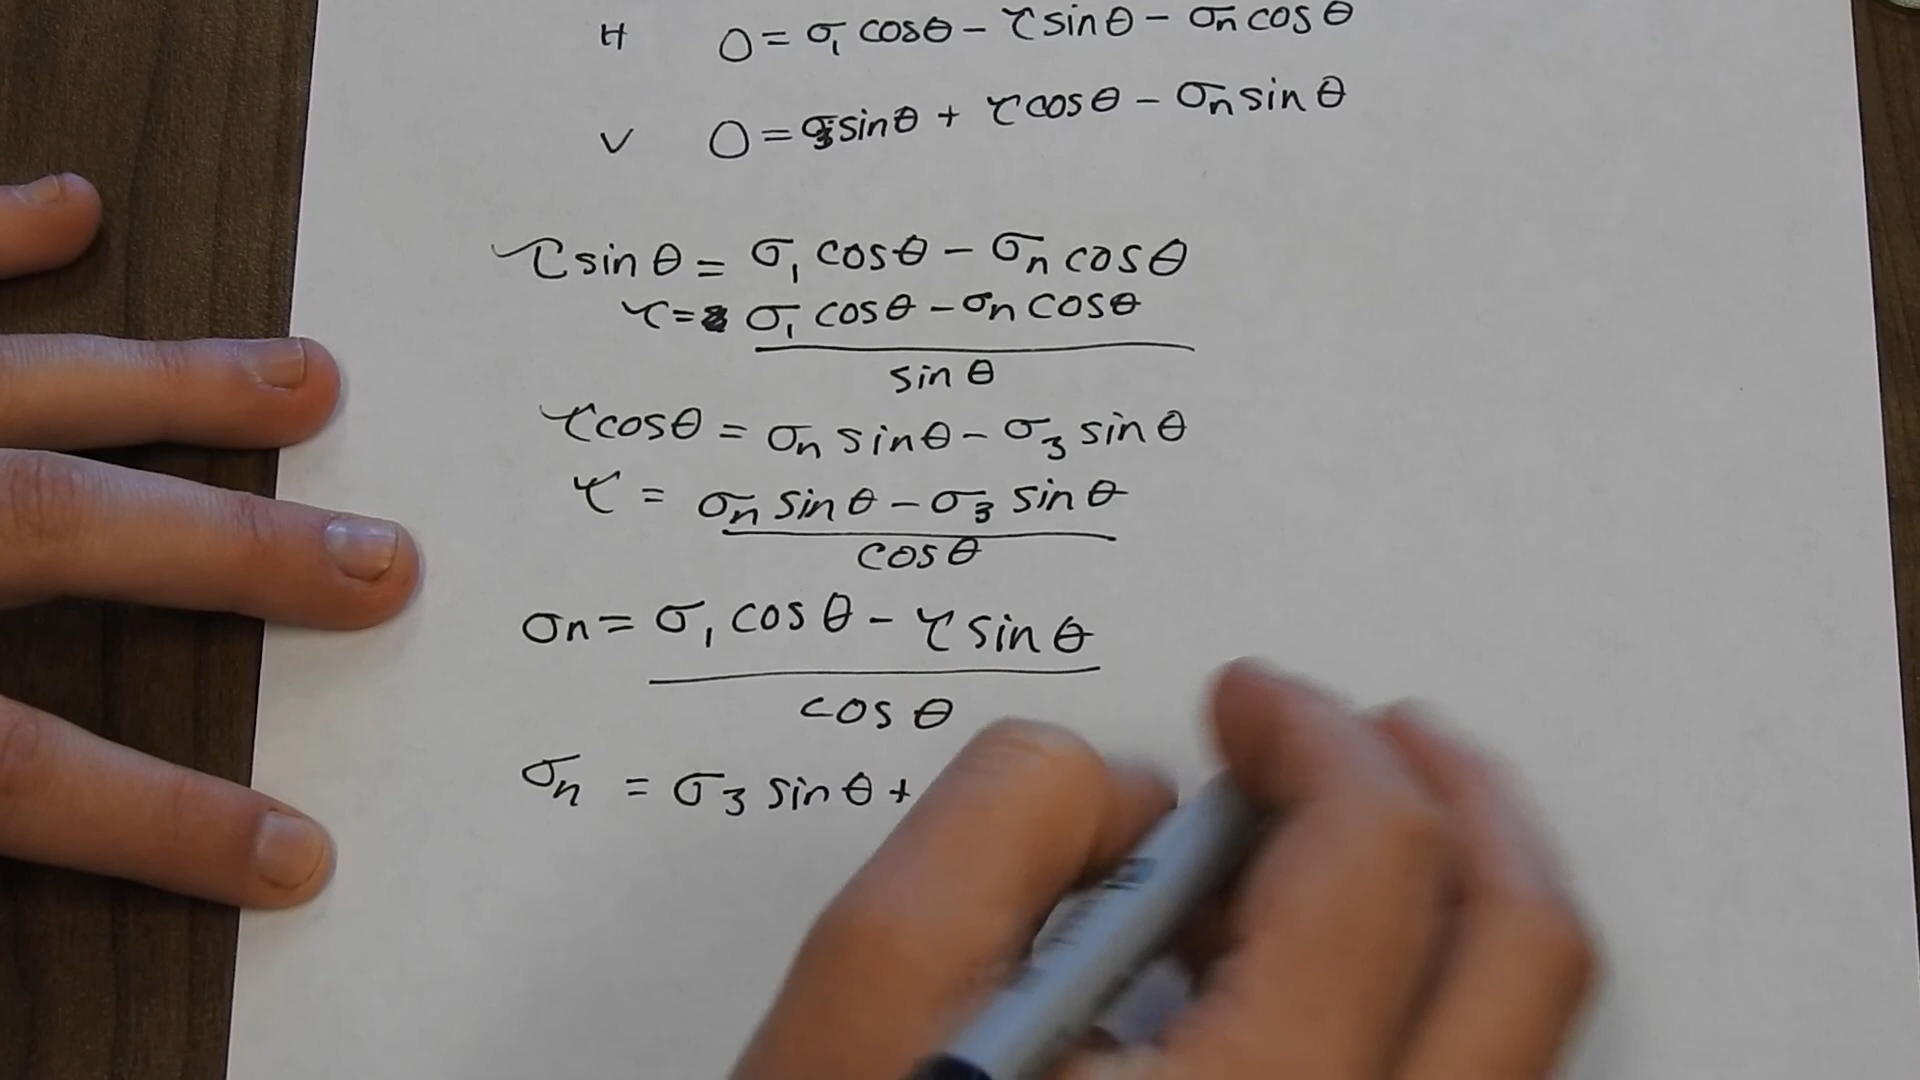 H 0 = σ₁ cosθ − τ sinθ − σn cosθ
V 0 = σ₃ sinθ + τ cosθ − σn sinθ
τ sin θ = σ₁ cosθ − σn cosθ
τ = σ₁ cosθ − σn cosθ
sin θ
τ cosθ = σn sinθ − σ₃ sinθ
τ = σn sinθ − σ₃ sinθ
cosθ
σn = σ₁ cosθ − τ sinθ
cosθ
σn = σ₃ sinθ +